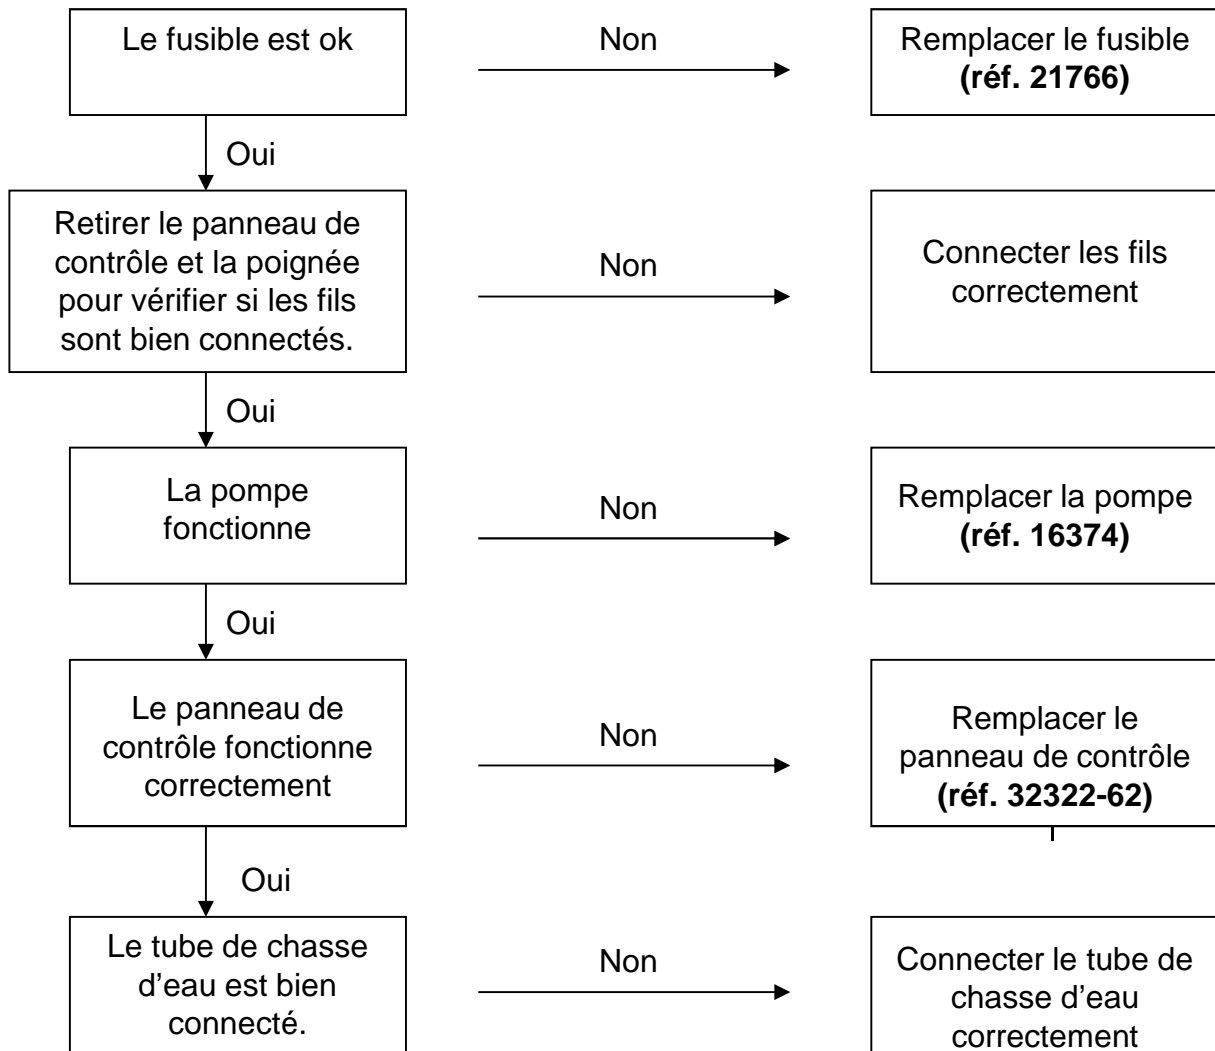 Le fusible est ok
Non
Remplacer le fusible
(réf. 21766)
Oui
Retirer le panneau de
contrôle et la poignée
pour vérifier si les fils
sont bien connectés.
Non
Connecter les fils
correctement
Oui
La pompe
fonctionne
Non
Remplacer la pompe
(réf. 16374)
Oui
Le panneau de
contrôle fonctionne
correctement
Non
Remplacer le
panneau de contrôle
(réf. 32322-62)
Oui
Le tube de chasse
d’eau est bien
connecté.
Non
Connecter le tube de
chasse d’eau
correctement